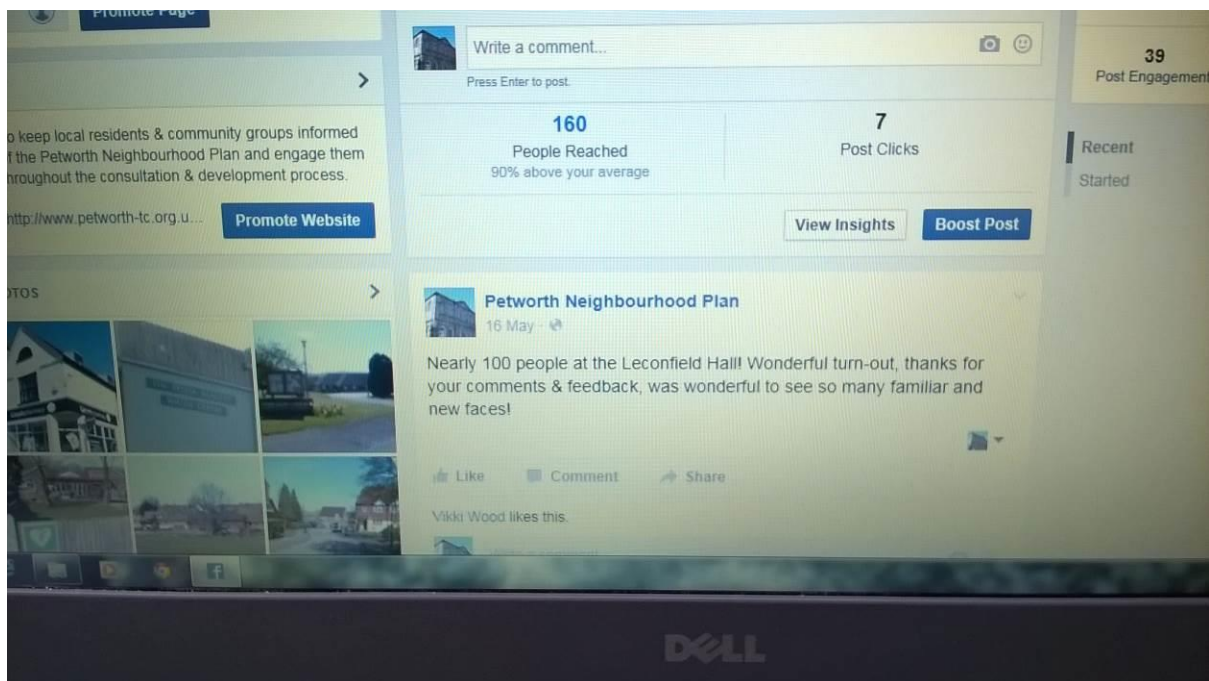 Promote Page
o keep local residents & community groups informed
f the Petworth Neighbourhood Plan and engage them
hroughout the consultation & development process.
http://www.petworth-tc.org.u...
Promote Website
OTOS
Write a comment...
Press Enter to post.
160
People Reached
90% above your average
7
Post Clicks
View Insights
Boost Post
Petworth Neighbourhood Plan
16 May
Nearly 100 people at the Leconfield Hall! Wonderful turn-out, thanks for
your comments & feedback, was wonderful to see so many familiar and
new faces!
Like Comment Share
Vikki Wood likes this.
39
Post Engagement
Recent
Started
DELL